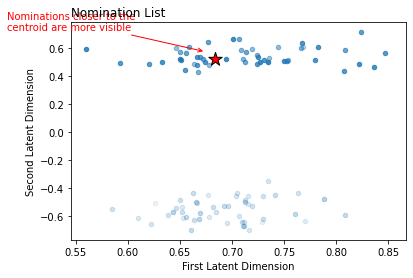 Nomination List
Nominations closer to the
centroid are more visible
Second Latent Dimension
0.6
0.4
0.2
0.0
−0.2
−0.4
−0.6
0.55 0.60 0.65 0.70 0.75 0.80 0.85
First Latent Dimension